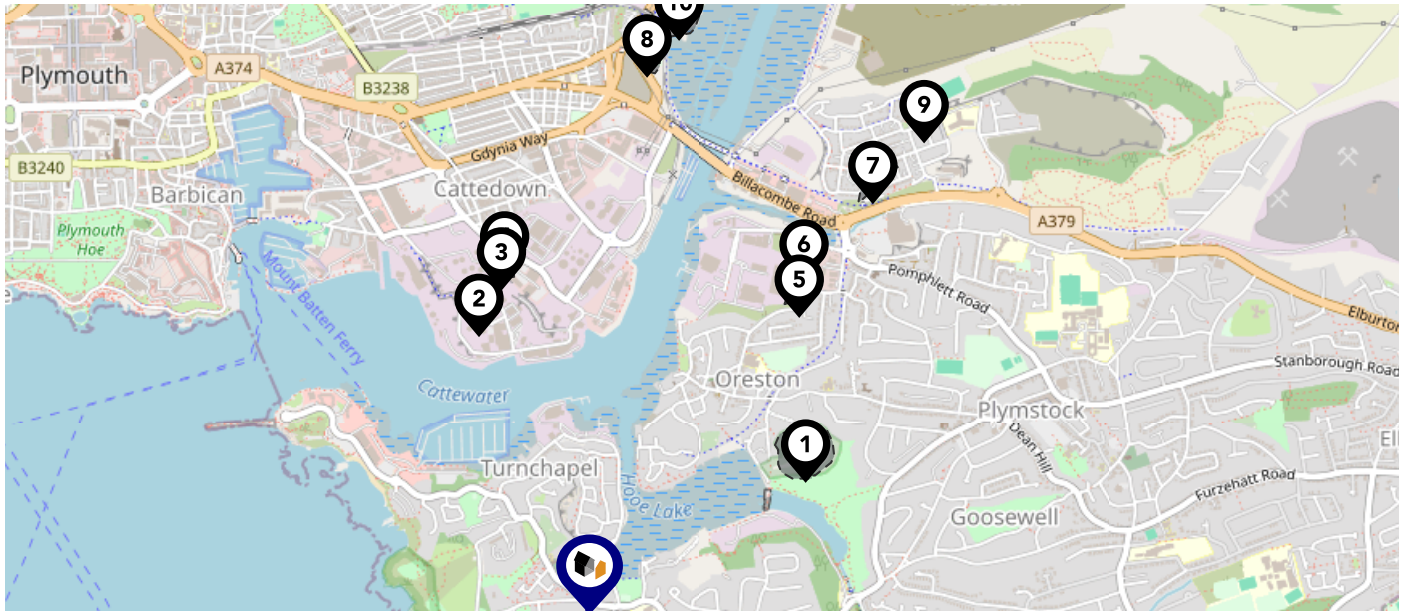 10
8
Plymouth
A374
B3238
9
Gdynia Way
7
B3240
Barbican
Cattedown
Billacombe Road
A379
Plymouth
Hoe
3
6
5
2
Mount Batten Ferry
Pomphlett Road
Elburton
Stanborough Road
Oreston
Cattewater
Plymstock
Dean Hill
1
El
Turnchapel
Hooe Lake
Furzehatt Road
Goosewell